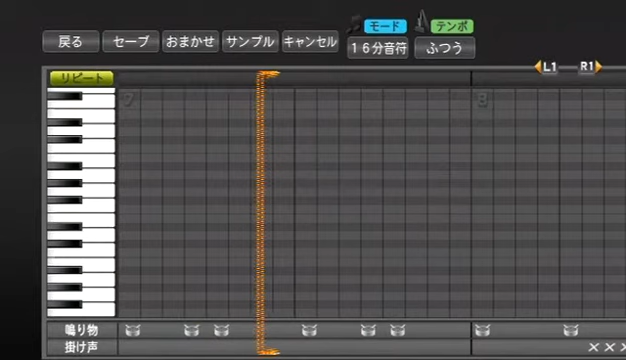 モード テンポ
戻る セーブ おまかせ サンプル キャンセル 16分音符 ふつう
L1 R1
リピート
7 8
鳴り物
掛け声 ×××